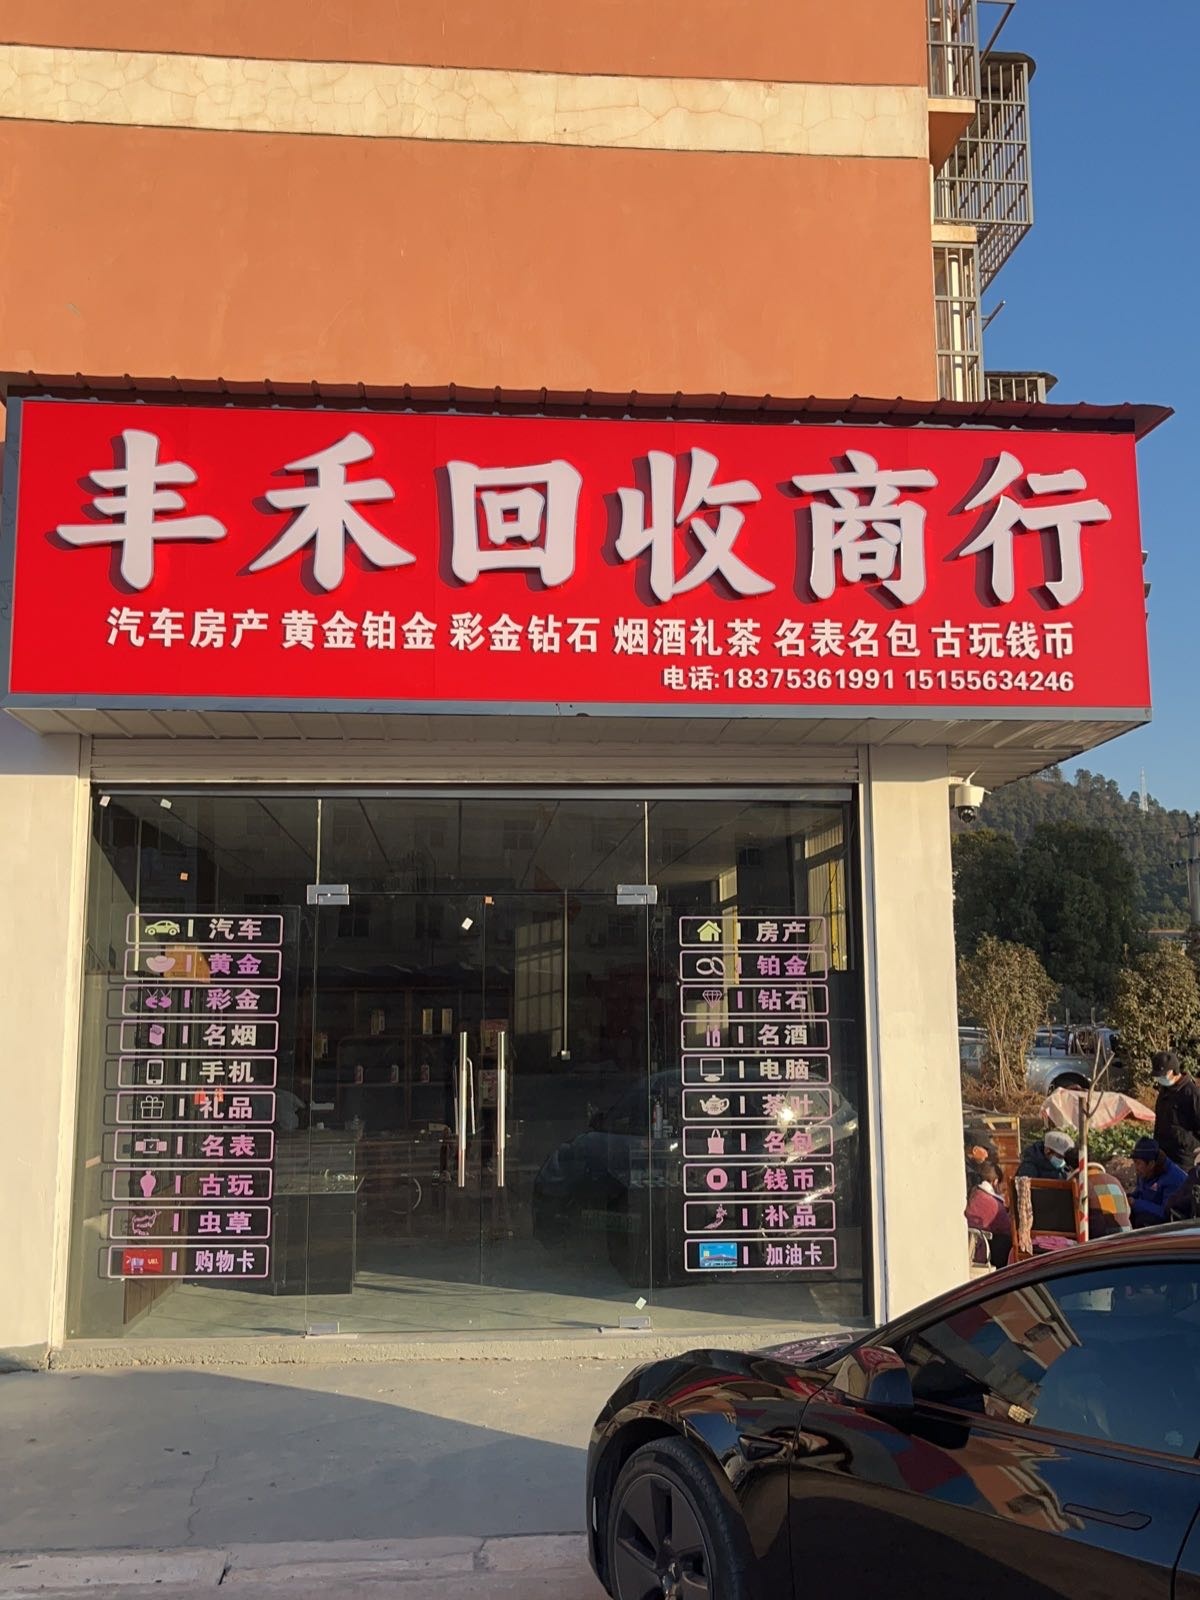 丰禾回收商行
汽车房产 黄金铂金 彩金钻石 烟酒礼茶 名表名包 古玩钱币
电话:18375361991 15155634246
汽车
黄金
彩金
名烟
手机
礼品
名表
古玩
虫草
购物卡
房产
铂金
钻石
名酒
电脑
茶叶
名包
钱币
补品
加油卡